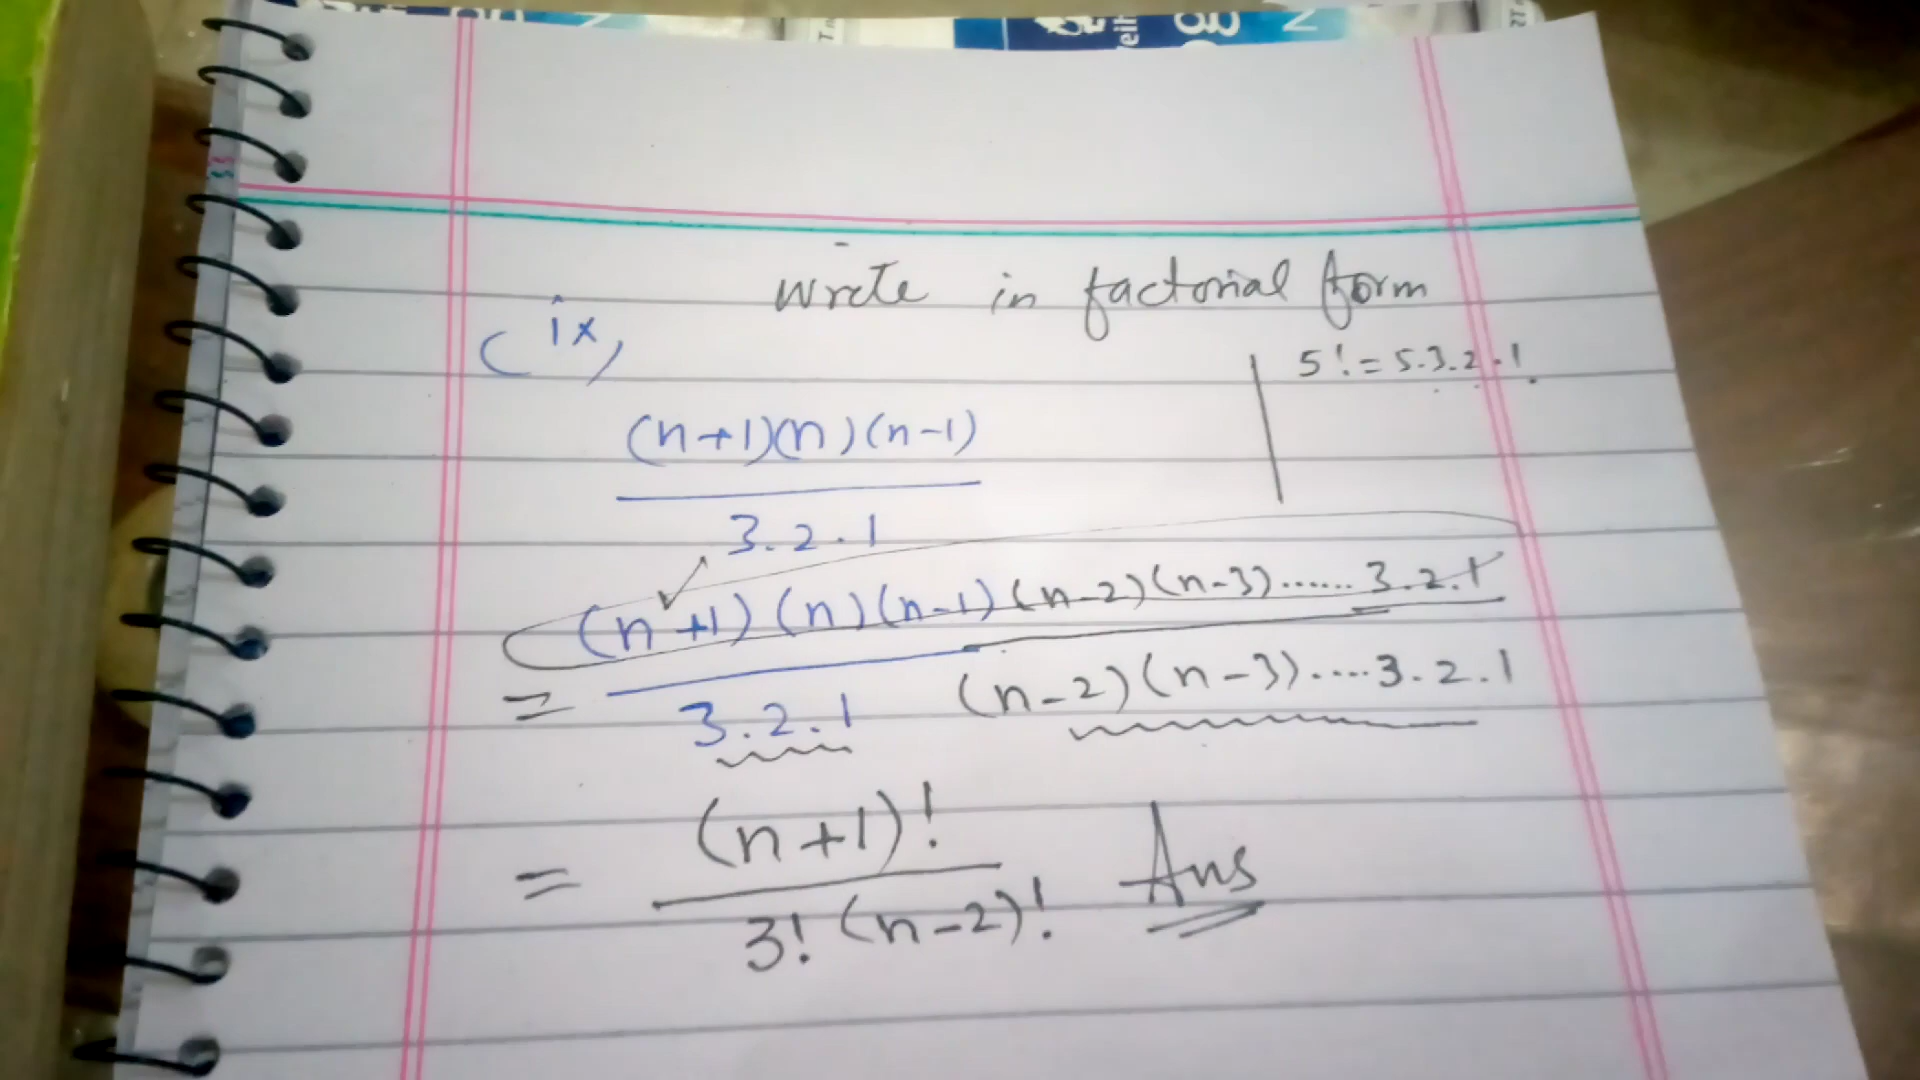 write in factorial form
(ix)
5! = 5.3.2.1
(n+1)(n)(n-1)
3.2.1
(n+1) (n) (n-1) (n-2) (n-3) ...... 3.2.1
=
3.2.1 (n-2) (n-3) .... 3.2.1
(n+1)!
= Ans
3! (n-2)!